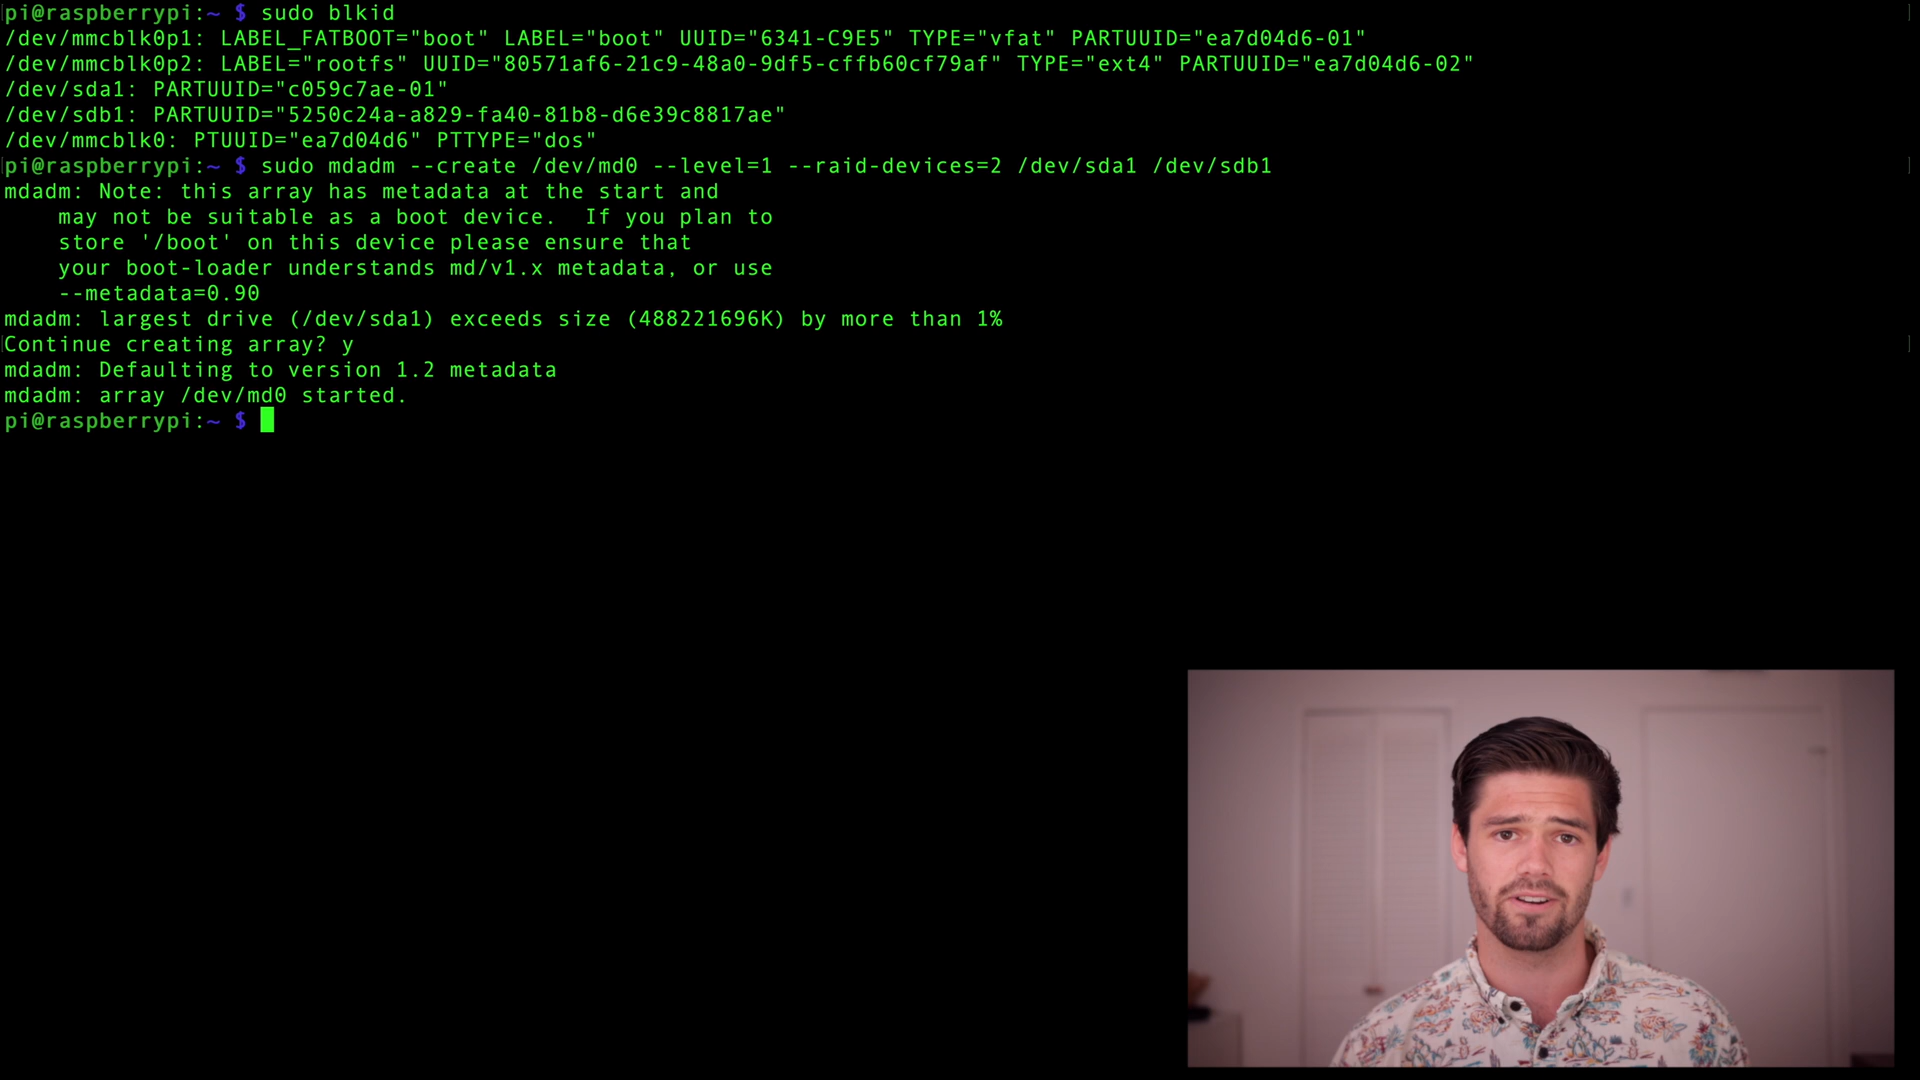 pi@raspberrypi:~ $ sudo blkid
/dev/mmcblk0p1: LABEL_FATBOOT="boot" LABEL="boot" UUID="6341-C9E5" TYPE="vfat" PARTUUID="ea7d04d6-01"
/dev/mmcblk0p2: LABEL="rootfs" UUID="80571af6-21c9-48a0-9df5-cffb60cf79af" TYPE="ext4" PARTUUID="ea7d04d6-02"
/dev/sda1: PARTUUID="c059c7ae-01"
/dev/sdb1: PARTUUID="5250c24a-a829-fa40-81b8-d6e39c8817ae"
/dev/mmcblk0: PTUUID="ea7d04d6" PTTYPE="dos"
pi@raspberrypi:~ $ sudo mdadm --create /dev/md0 --level=1 --raid-devices=2 /dev/sda1 /dev/sdb1
mdadm: Note: this array has metadata at the start and
    may not be suitable as a boot device.  If you plan to
    store '/boot' on this device please ensure that
    your boot-loader understands md/v1.x metadata, or use
    --metadata=0.90
mdadm: largest drive (/dev/sda1) exceeds size (488221696K) by more than 1%
Continue creating array? y
mdadm: Defaulting to version 1.2 metadata
mdadm: array /dev/md0 started.
pi@raspberrypi:~ $